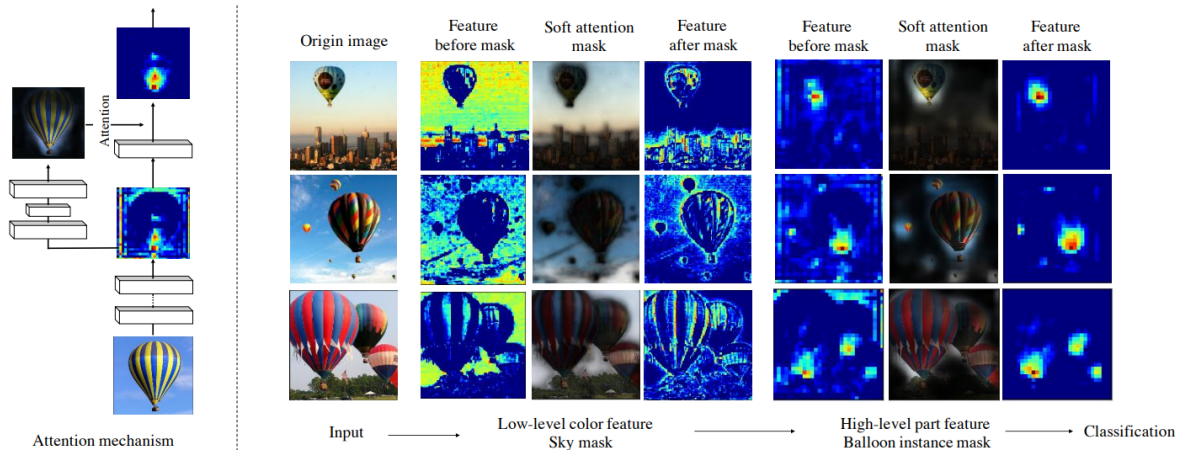 Attention
Attention mechanism
Origin image
Feature
before mask
Soft attention
mask
Feature
after mask
Feature
before mask
Soft attention
mask
Feature
after mask
Input
Low-level color feature
Sky mask
High-level part feature
Balloon instance mask
Classification